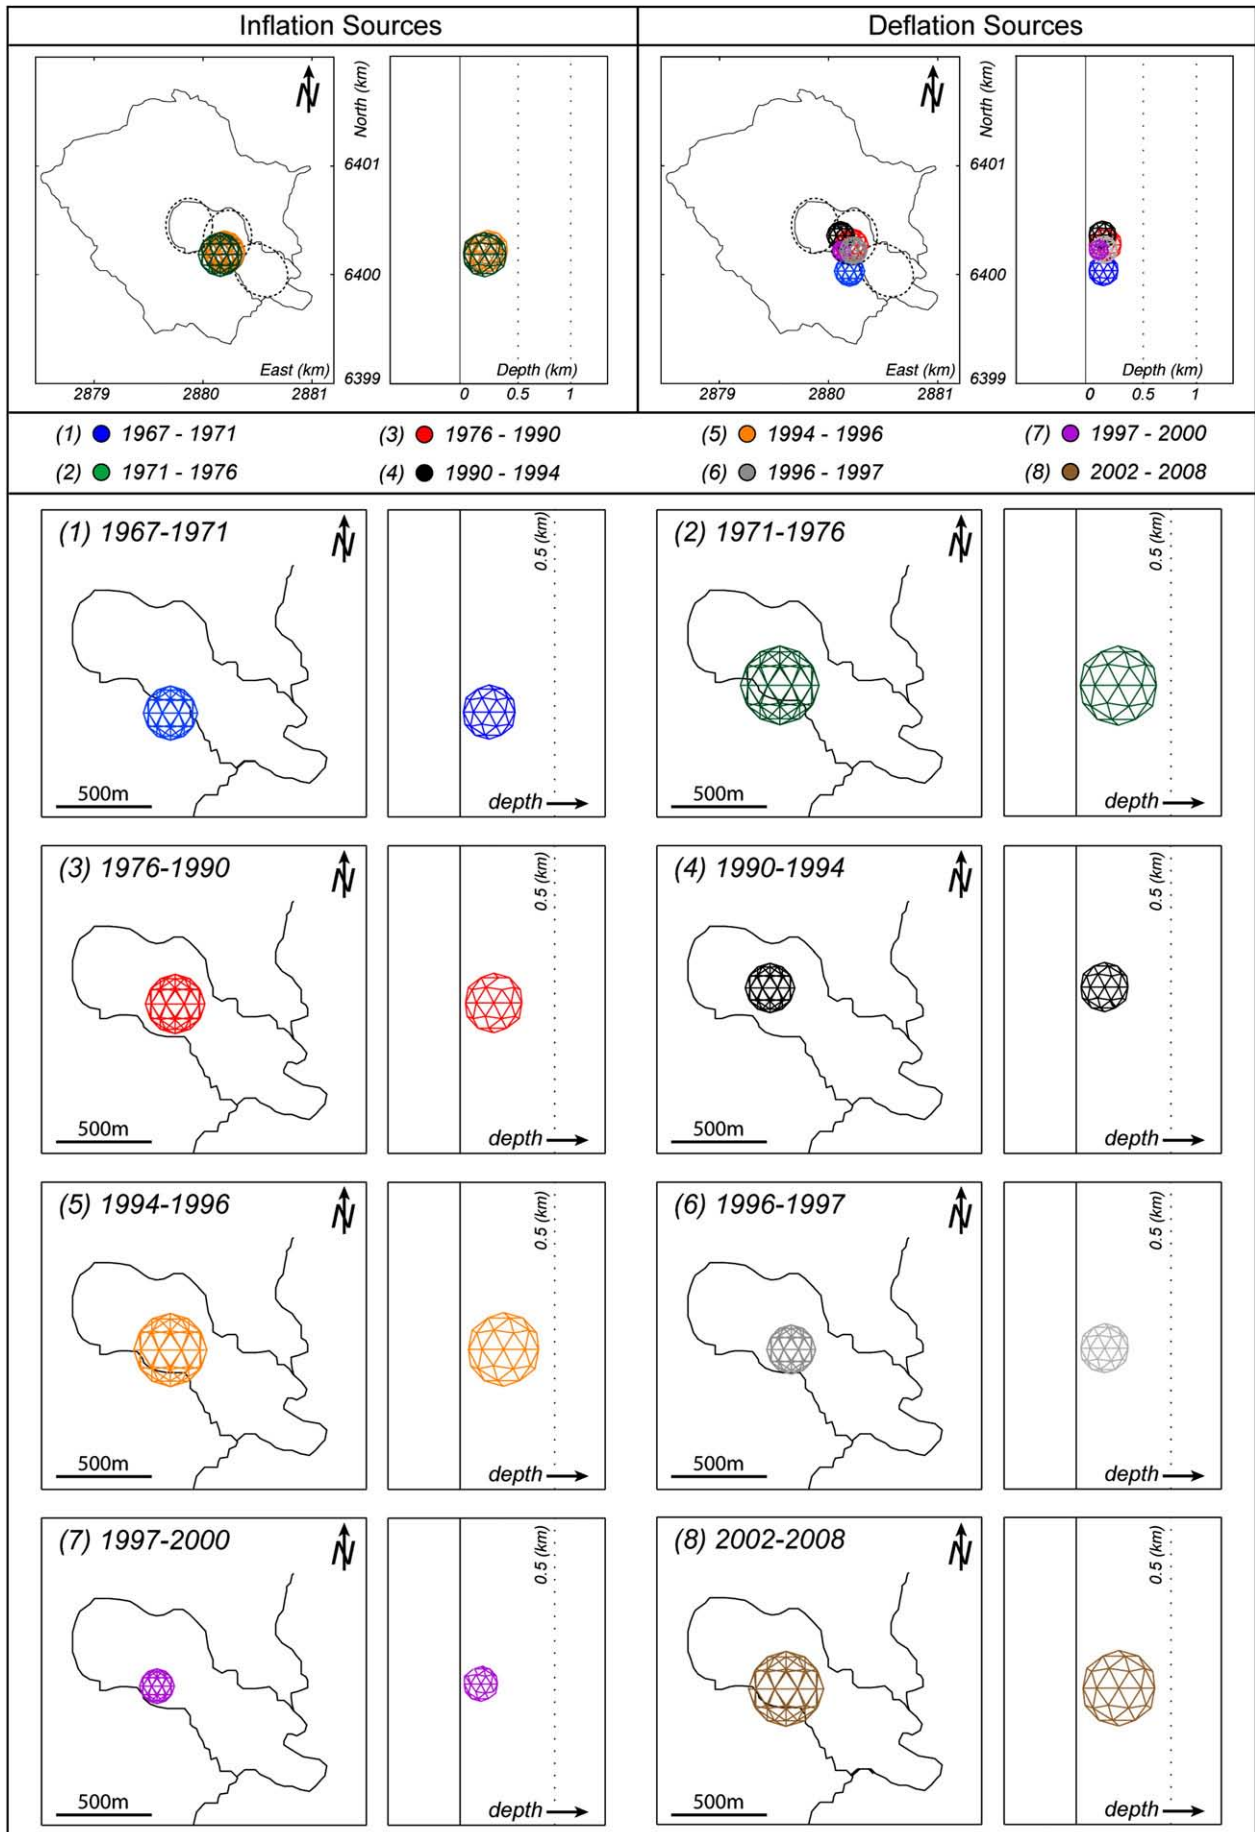 Inflation Sources
Deflation Sources
N
North (km)
6401
6400
6399
East (km)
2879
2880
2881
Depth (km)
0
0.5
1
N
North (km)
6401
6400
6399
East (km)
2879
2880
2881
Depth (km)
0
0.5
1
(1) 1967 - 1971
(3) 1976 - 1990
(5) 1994 - 1996
(7) 1997 - 2000
(2) 1971 - 1976
(4) 1990 - 1994
(6) 1996 - 1997
(8) 2002 - 2008
(1) 1967-1971
N
500m
0.5 (km)
depth
(2) 1971-1976
N
500m
0.5 (km)
depth
(3) 1976-1990
N
500m
0.5 (km)
depth
(4) 1990-1994
N
500m
0.5 (km)
depth
(5) 1994-1996
N
500m
0.5 (km)
depth
(6) 1996-1997
N
500m
0.5 (km)
depth
(7) 1997-2000
N
500m
0.5 (km)
depth
(8) 2002-2008
N
500m
0.5 (km)
depth